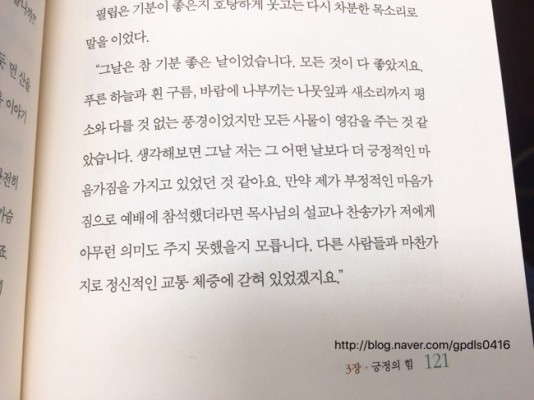 필립은 기분이 좋은지 호탕하게 웃고는 다시 차분한 목소리로
말을 이었다.
“그날은 참 기분 좋은 날이었습니다. 모든 것이 다 좋았지요.
푸른 하늘과 흰 구름, 바람에 나부끼는 나뭇잎과 새소리까지 평
소와 다를 것 없는 풍경이었지만 모든 사물이 영감을 주는 것 같
았습니다. 생각해보면 그날 저는 그 어떤 날보다 더 긍정적인 마
음가짐을 가지고 있었던 것 같아요. 만약 제가 부정적인 마음가
짐으로 예배에 참석했더라면 목사님의 설교나 찬송가가 저에게
아무런 의미도 주지 못했을지 모릅니다. 다른 사람들과 마찬가
지로 정신적인 교통 체증에 갇혀 있었겠지요.”
http://blog.naver.com/gpdls0416
3장 · 긍정의 힘 121